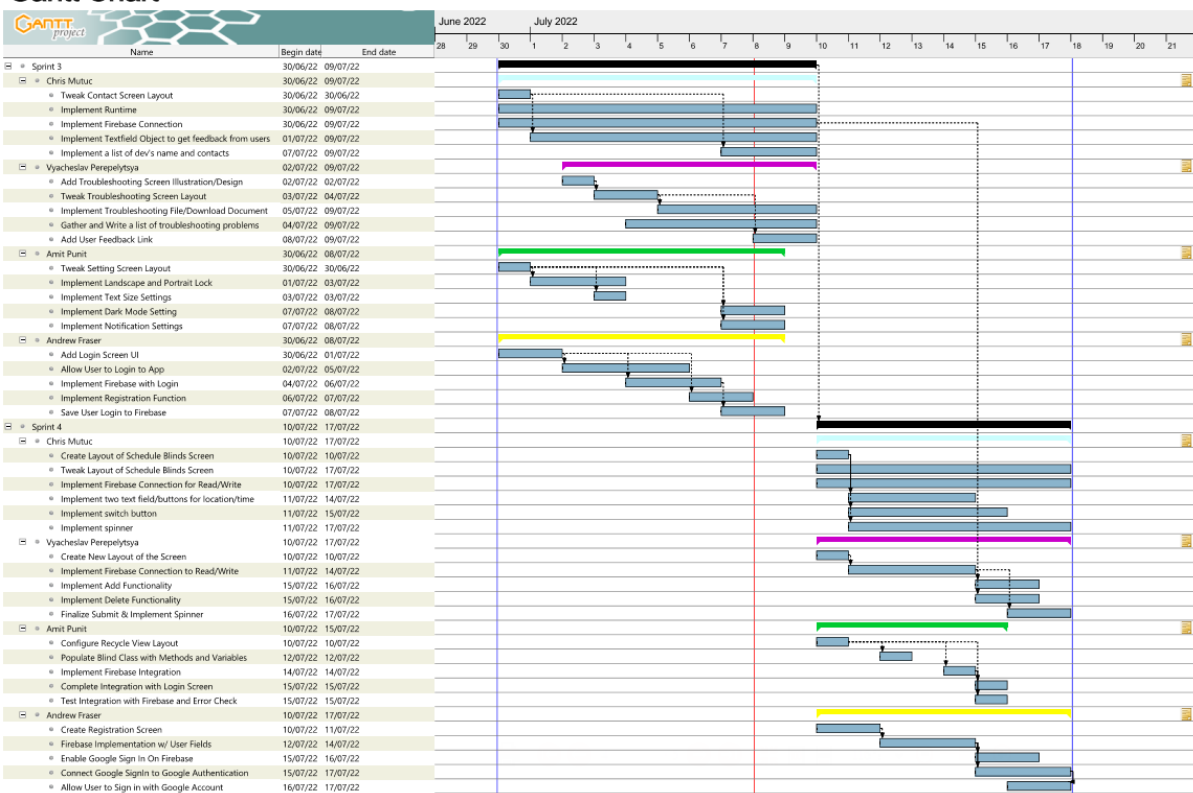 Gantt Chart
GANTT project
June 2022 July 2022
28 29 30 1 2 3 4 5 6 7 8 9 10 11 12 13 14 15 16 17 18 19 20 21
Name Begin date End date
Sprint 3 30/06/22 09/07/22
Chris Mutuc 30/06/22 09/07/22
Tweak Contact Screen Layout 30/06/22 30/06/22
Implement Runtime 30/06/22 09/07/22
Implement Firebase Connection 30/06/22 09/07/22
Implement Textfield Object to get feedback from users 01/07/22 09/07/22
Implement a list of dev's name and contacts 07/07/22 09/07/22
Vyacheslav Perepelytsya 02/07/22 09/07/22
Add Troubleshooting Screen Illustration/Design 02/07/22 02/07/22
Tweak Troubleshooting Screen Layout 03/07/22 04/07/22
Implement Troubleshooting File/Download Document 05/07/22 09/07/22
Gather and Write a list of troubleshooting problems 04/07/22 09/07/22
Add User Feedback Link 08/07/22 09/07/22
Amit Punit 30/06/22 08/07/22
Tweak Setting Screen Layout 30/06/22 30/06/22
Implement Landscape and Portrait Lock 01/07/22 03/07/22
Implement Text Size Settings 03/07/22 03/07/22
Implement Dark Mode Setting 07/07/22 08/07/22
Implement Notification Settings 07/07/22 08/07/22
Andrew Fraser 30/06/22 08/07/22
Add Login Screen UI 30/06/22 01/07/22
Allow User to Login to App 02/07/22 05/07/22
Implement Firebase with Login 04/07/22 06/07/22
Implement Registration Function 06/07/22 07/07/22
Save User Login to Firebase 07/07/22 08/07/22
Sprint 4 10/07/22 17/07/22
Chris Mutuc 10/07/22 17/07/22
Create Layout of Schedule Blinds Screen 10/07/22 10/07/22
Tweak Layout of Schedule Blinds Screen 10/07/22 17/07/22
Implement Firebase Connection for Read/Write 10/07/22 17/07/22
Implement two text field/buttons for location/time 11/07/22 14/07/22
Implement switch button 11/07/22 15/07/22
Implement spinner 11/07/22 17/07/22
Vyacheslav Perepelytsya 10/07/22 17/07/22
Create New Layout of the Screen 10/07/22 10/07/22
Implement Firebase Connection to Read/Write 11/07/22 14/07/22
Implement Add Functionality 15/07/22 16/07/22
Implement Delete Functionality 15/07/22 16/07/22
Finalize Submit & Implement Spinner 16/07/22 17/07/22
Amit Punit 10/07/22 15/07/22
Configure Recycle View Layout 10/07/22 10/07/22
Populate Blind Class with Methods and Variables 12/07/22 12/07/22
Implement Firebase Integration 14/07/22 14/07/22
Complete Integration with Login Screen 15/07/22 15/07/22
Test Integration with Firebase and Error Check 15/07/22 15/07/22
Andrew Fraser 10/07/22 17/07/22
Create Registration Screen 10/07/22 11/07/22
Firebase Implementation w/ User Fields 12/07/22 14/07/22
Enable Google Sign In On Firebase 15/07/22 16/07/22
Connect Google SignIn to Google Authentication 15/07/22 17/07/22
Allow User to Sign in with Google Account 16/07/22 17/07/22